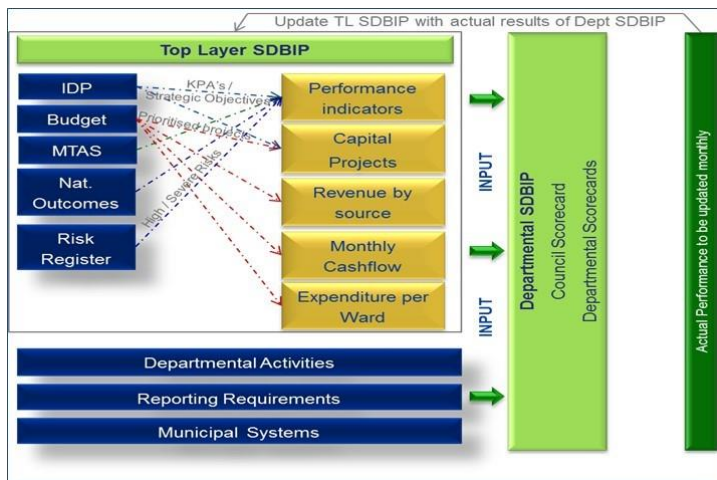 Update TL SDBIP with actual results of Dept SDBIP
Top Layer SDBIP
IDP
Budget
MTAS
Nat.
Outcomes
Risk
Register
KPA's /
Strategic Objectives
Prioritised projects
High / Severe Risks
Performance
indicators
Capital
Projects
Revenue by
source
Monthly
Cashflow
Expenditure per
Ward
INPUT
INPUT
Departmental Activities
Reporting Requirements
Municipal Systems
Departmental SDBIP
Council Scorecard
Departmental Scorecards
Actual Performance to be updated monthly